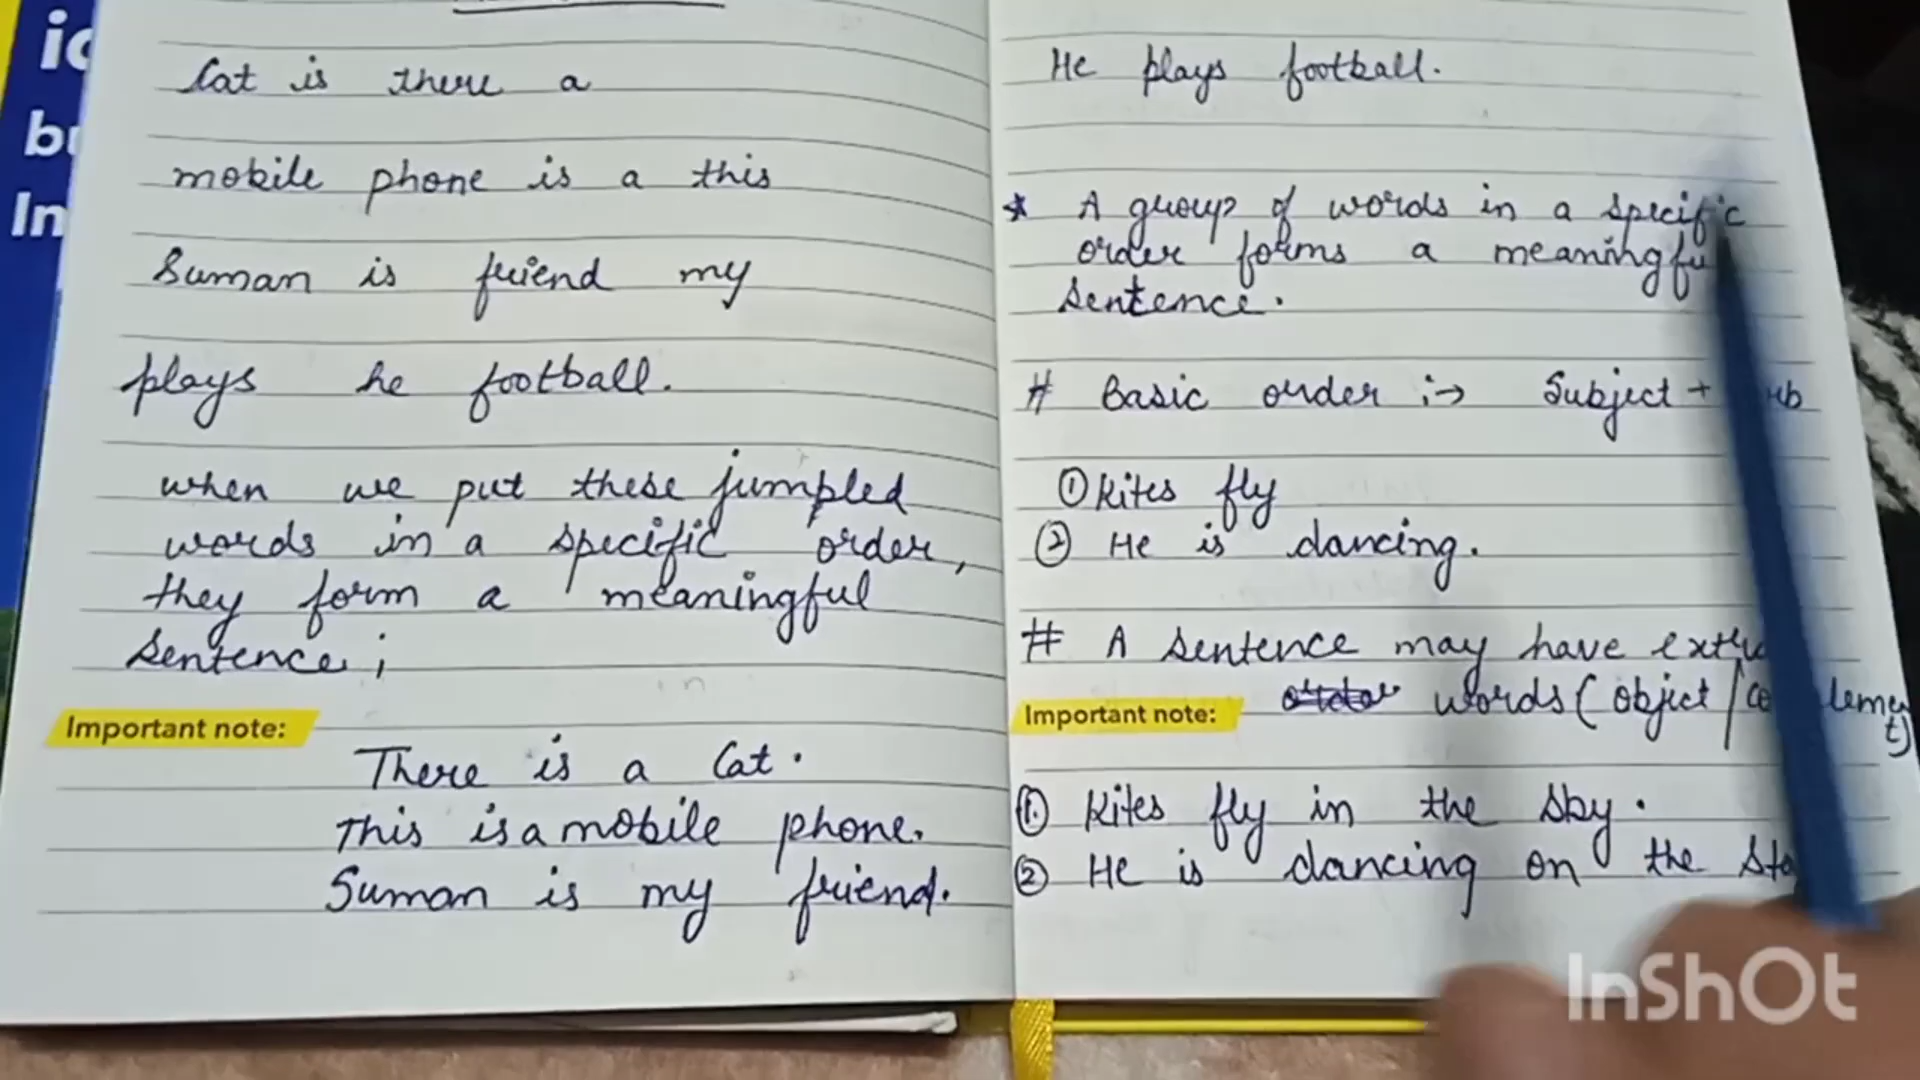 Cat is there a
mobile phone is a this
Suman is friend my
plays he football.
when we put these jumpled
words in a specific order,
they form a meaningful
sentence;
Important note:
There is a Cat.
This is a mobile phone.
Suman is my friend.
He plays football.
* A group of words in a specific
order forms a
sentence.
# Basic order :→ Subject +
① Kites fly
② He is dancing.
# A sentence may have
words ( object /
Important note:
①. Kites fly in the sky.
② He is dancing on the
InShOt